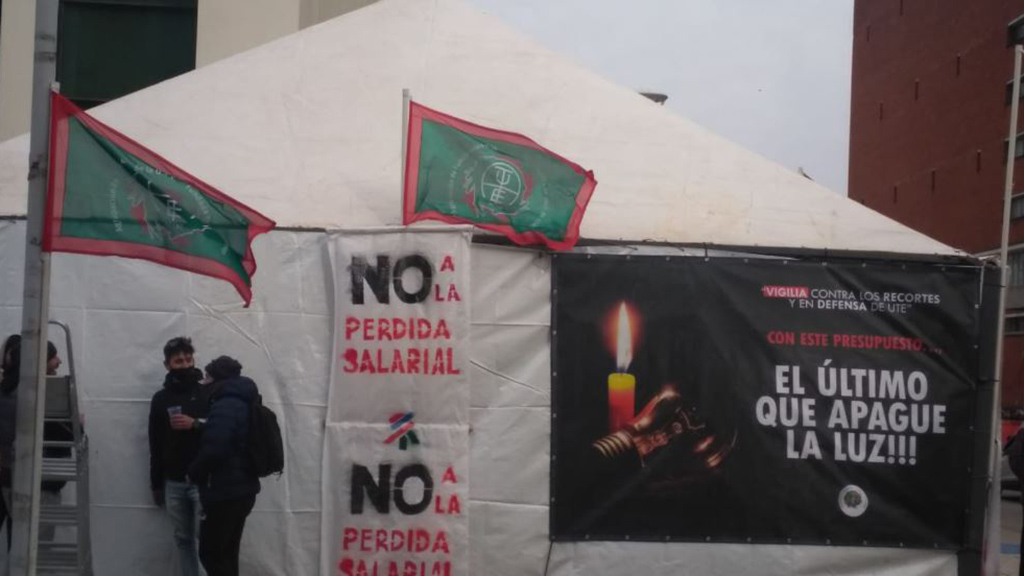 NO A
LA
PERDIDA
SALARIAL
NO A
LA
PERDIDA
SALARIAL
"VIGILIA CONTRA LOS RECORTES
Y EN DEFENSA DE UTE"
CON ESTE PRESUPUESTO...
EL ÚLTIMO
QUE APAGUE
LA LUZ!!!